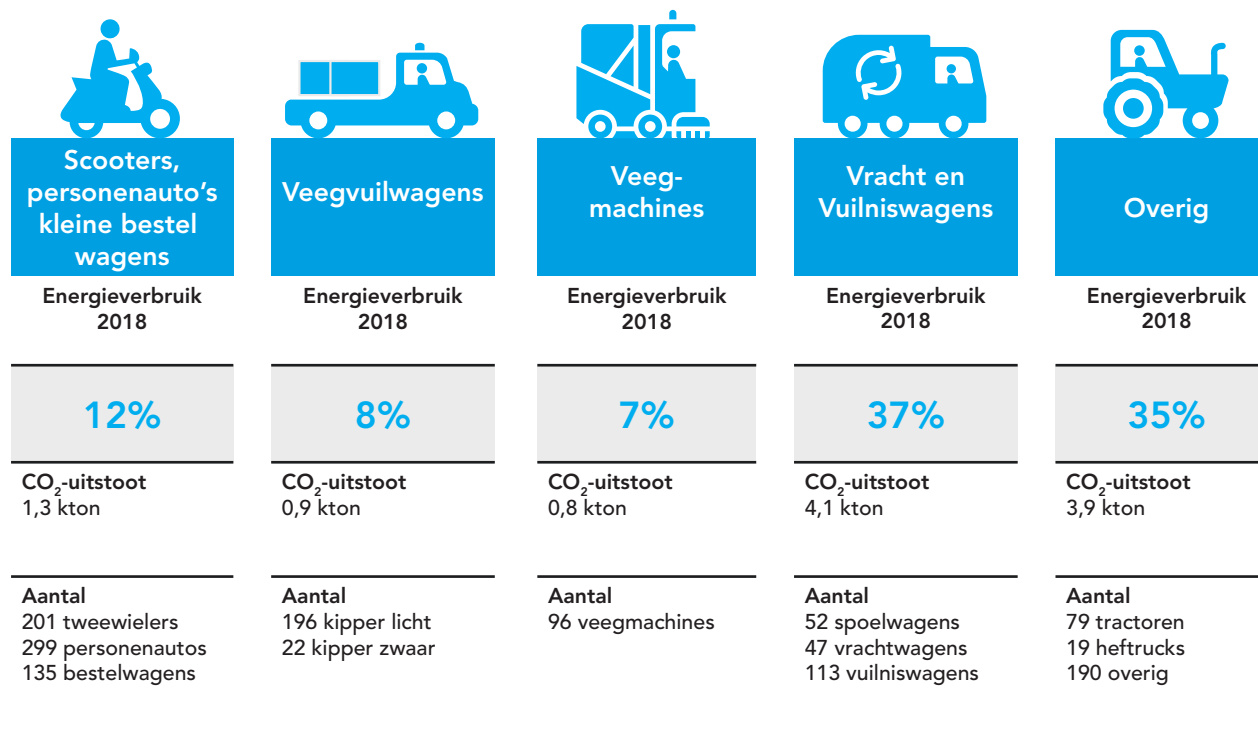 Scooters,
personenauto's
kleine bestel
wagens
Energieverbruik
2018
12%
CO₂-uitstoot
1,3 kton
Aantal
201 tweewielers
299 personenautos
135 bestelwagens
Veegvuilwagens
Energieverbruik
2018
8%
CO₂-uitstoot
0,9 kton
Aantal
196 kipper licht
22 kipper zwaar
Veeg-
machines
Energieverbruik
2018
7%
CO₂-uitstoot
0,8 kton
Aantal
96 veegmachines
Vracht en
Vuilniswagens
Energieverbruik
2018
37%
CO₂-uitstoot
4,1 kton
Aantal
52 spoelwagens
47 vrachtwagens
113 vuilniswagens
Overig
Energieverbruik
2018
35%
CO₂-uitstoot
3,9 kton
Aantal
79 tractoren
19 heftrucks
190 overig